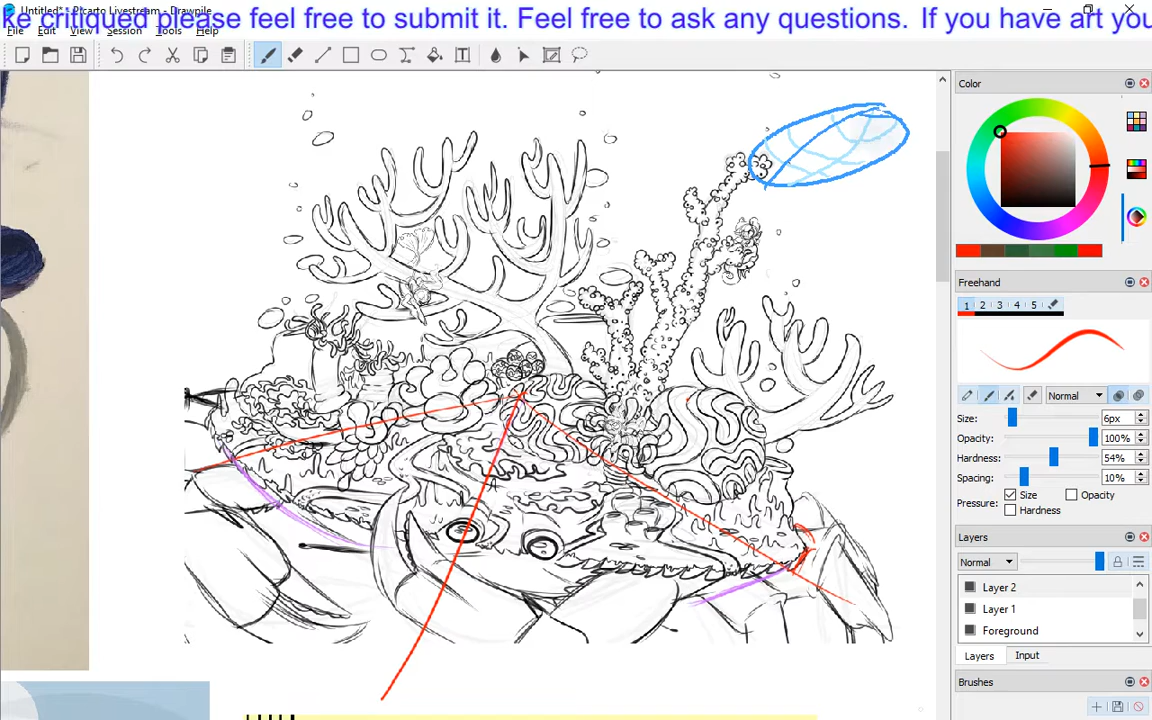 Untitled* - Picarto Livestream - Drawpile
ke critiqued please feel free to submit it. Feel free to ask any questions.  If you have art you
File Edit View Session Tools Help
Color
Freehand
1 2 3 4 5
Normal
Size: 6px
Opacity: 100%
Hardness: 54%
Spacing: 10%
Pressure: Size Opacity
Hardness
Layers
Normal
Layer 2
Layer 1
Foreground
Layers Input
Brushes